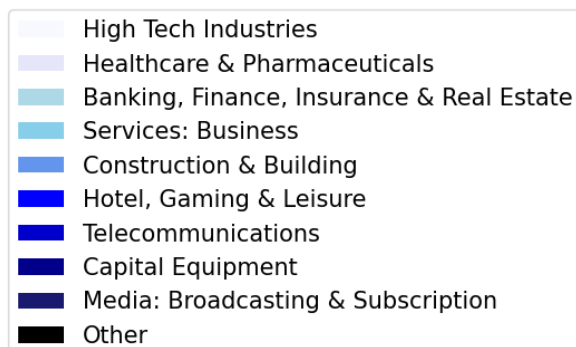 High Tech Industries
Healthcare & Pharmaceuticals
Banking, Finance, Insurance & Real Estate
Services: Business
Construction & Building
Hotel, Gaming & Leisure
Telecommunications
Capital Equipment
Media: Broadcasting & Subscription
Other